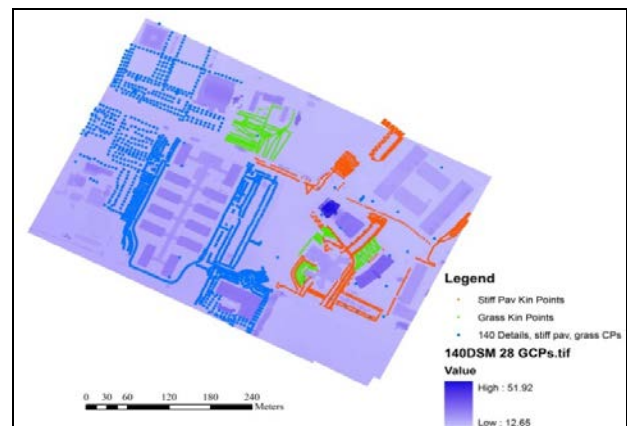 Legend
Stiff Pav Kin Points
Grass Kin Points
140 Details, stiff pav, grass CPs
140DSM 28 GCPs.tif
Value
High : 51.92
Low : 12.65
0 30 60 120 180 240
Meters